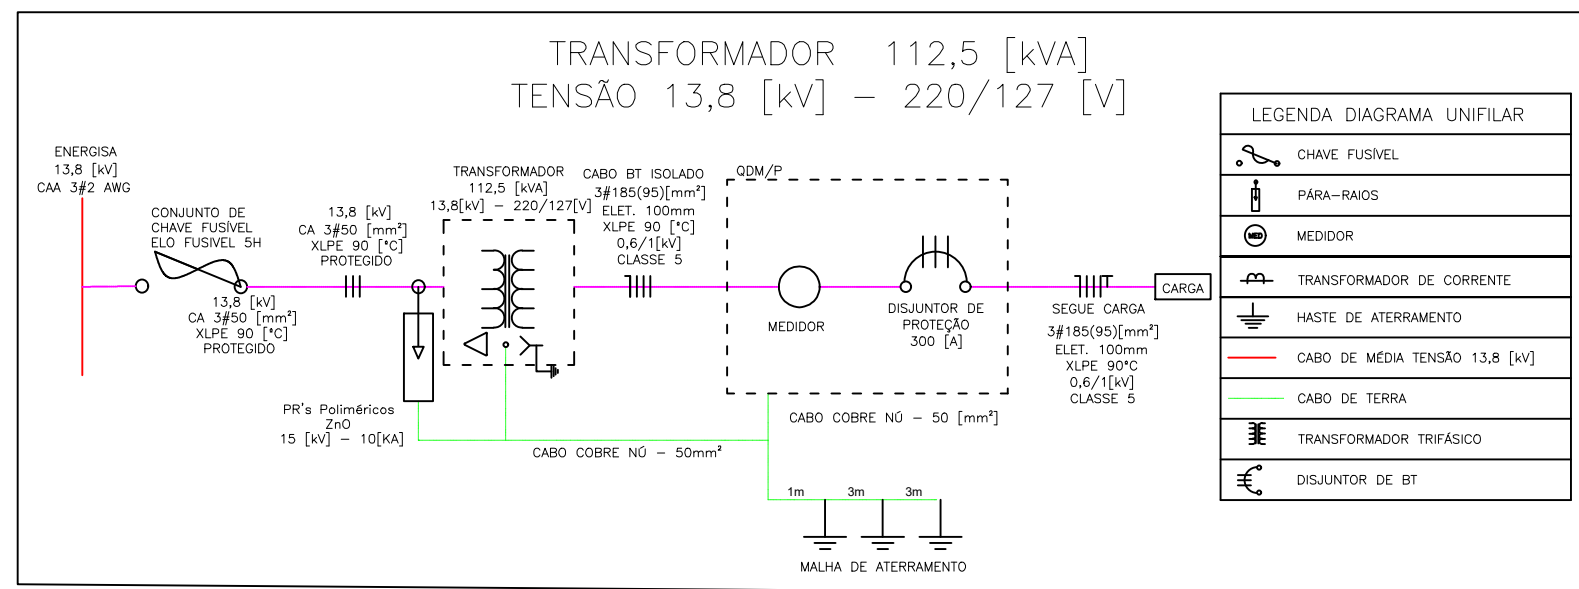 TRANSFORMADOR 112,5 [kVA]
TENSÃO 13,8 [kV] – 220/127 [V]
ENERGISA
13,8 [kV]
CAA 3#2 AWG
CONJUNTO DE
CHAVE FUSÍVEL
ELO FUSIVEL 5H
13,8 [kV]
CA 3#50 [mm²]
XLPE 90 [°C]
PROTEGIDO
13,8 [kV]
CA 3#50 [mm²]
XLPE 90 [°C]
PROTEGIDO
TRANSFORMADOR
112,5 [kVA]
13,8[kV] – 220/127[V]
CABO BT ISOLADO
3#185(95)[mm²]
ELET. 100mm
XLPE 90 [°C]
0,6/1[kV]
CLASSE 5
QDM/P
MEDIDOR
DISJUNTOR DE
PROTEÇÃO
300 [A]
SEGUE CARGA
3#185(95)[mm²]
ELET. 100mm
XLPE 90°C
0,6/1[kV]
CLASSE 5
CARGA
PR's Poliméricos
ZnO
15 [kV] – 10[KA]
CABO COBRE NÚ – 50mm²
CABO COBRE NÚ – 50 [mm²]
1m 3m 3m
MALHA DE ATERRAMENTO
LEGENDA DIAGRAMA UNIFILAR
CHAVE FUSÍVEL
PÁRA–RAIOS
MED MEDIDOR
TRANSFORMADOR DE CORRENTE
HASTE DE ATERRAMENTO
CABO DE MÉDIA TENSÃO 13,8 [kV]
CABO DE TERRA
TRANSFORMADOR TRIFÁSICO
DISJUNTOR DE BT